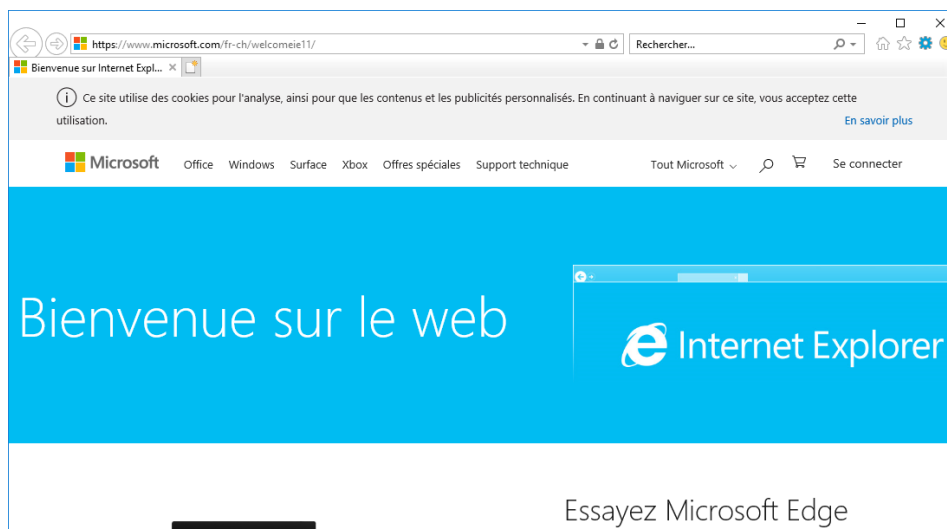 https://www.microsoft.com/fr-ch/welcomeie11/
Rechercher...
Bienvenue sur Internet Expl...
Ce site utilise des cookies pour l'analyse, ainsi pour que les contenus et les publicités personnalisés. En continuant à naviguer sur ce site, vous acceptez cette
utilisation.
En savoir plus
Microsoft Office Windows Surface Xbox Offres spéciales Support technique Tout Microsoft Se connecter
Bienvenue sur le web
Internet Explorer
Essayez Microsoft Edge